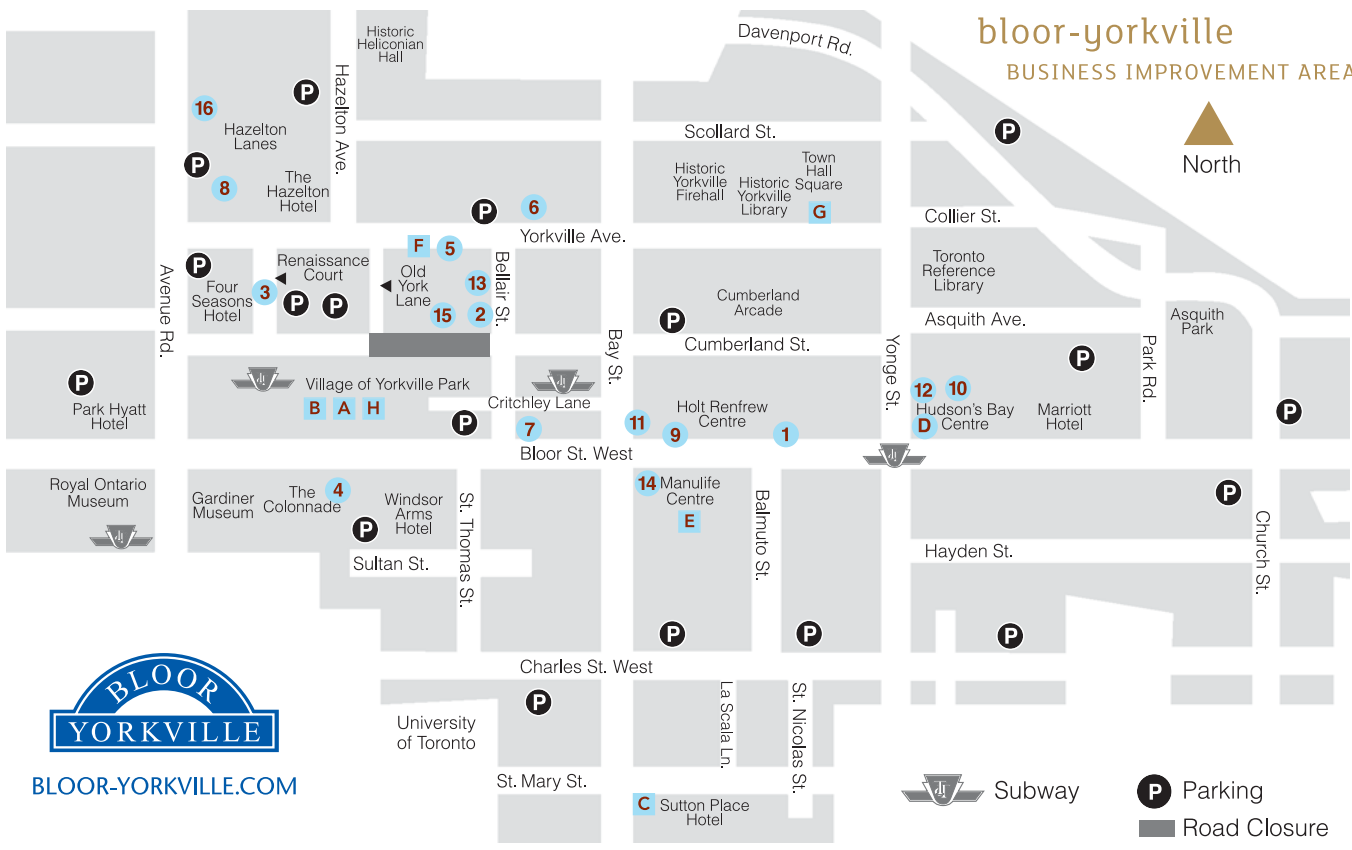 bloor-yorkville
BUSINESS IMPROVEMENT AREA
North
Davenport Rd.
Historic
Heliconian
Hall
Hazelton Ave.
P
16
Hazelton
Lanes
P
8
The
Hazelton
Hotel
Scollard St.
P
Historic
Yorkville
Firehall
Historic
Yorkville
Library
Town
Hall
Square
G
P
6
Yorkville Ave.
Collier St.
Avenue Rd.
P
Four
Seasons
Hotel
3
Renaissance
Court
P
P
F
5
Old
York
Lane
13
15
2
Bellair St.
Cumberland
Arcade
P
Toronto
Reference
Library
Asquith Ave.
Asquith
Park
Cumberland St.
Bay St.
Yonge St.
Park Rd.
P
Park Hyatt
Hotel
Village of Yorkville Park
B
A
H
P
Critchley Lane
7
11
Holt Renfrew
Centre
9
1
12
10
Hudson's Bay
Centre
D
P
Marriott
Hotel
P
Bloor St. West
Royal Ontario
Museum
Gardiner
Museum
The
Colonnade
4
P
Windsor
Arms
Hotel
Sultan St.
St. Thomas St.
14
Manulife
Centre
E
Balmuto St.
P
Hayden St.
Church St.
P
P
P
Charles St. West
BLOOR
YORKVILLE
BLOOR-YORKVILLE.COM
University
of Toronto
P
La Scala Ln.
St. Nicolas St.
St. Mary St.
C
Sutton Place
Hotel
Subway
P
Parking
Road Closure